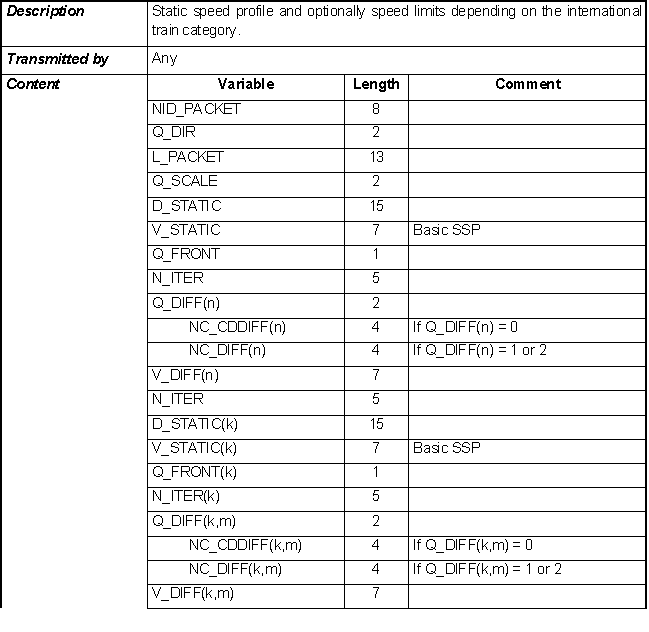 Description Static speed profile and optionally speed limits depending on the international
train category.
Transmitted by Any
Content Variable Length Comment
NID_PACKET 8
Q_DIR 2
L_PACKET 13
Q_SCALE 2
D_STATIC 15
V_STATIC 7 Basic SSP
Q_FRONT 1
N_ITER 5
Q_DIFF(n) 2
NC_CDDIFF(n) 4 If Q_DIFF(n) = 0
NC_DIFF(n) 4 If Q_DIFF(n) = 1 or 2
V_DIFF(n) 7
N_ITER 5
D_STATIC(k) 15
V_STATIC(k) 7 Basic SSP
Q_FRONT(k) 1
N_ITER(k) 5
Q_DIFF(k,m) 2
NC_CDDIFF(k,m) 4 If Q_DIFF(k,m) = 0
NC_DIFF(k,m) 4 If Q_DIFF(k,m) = 1 or 2
V_DIFF(k,m) 7